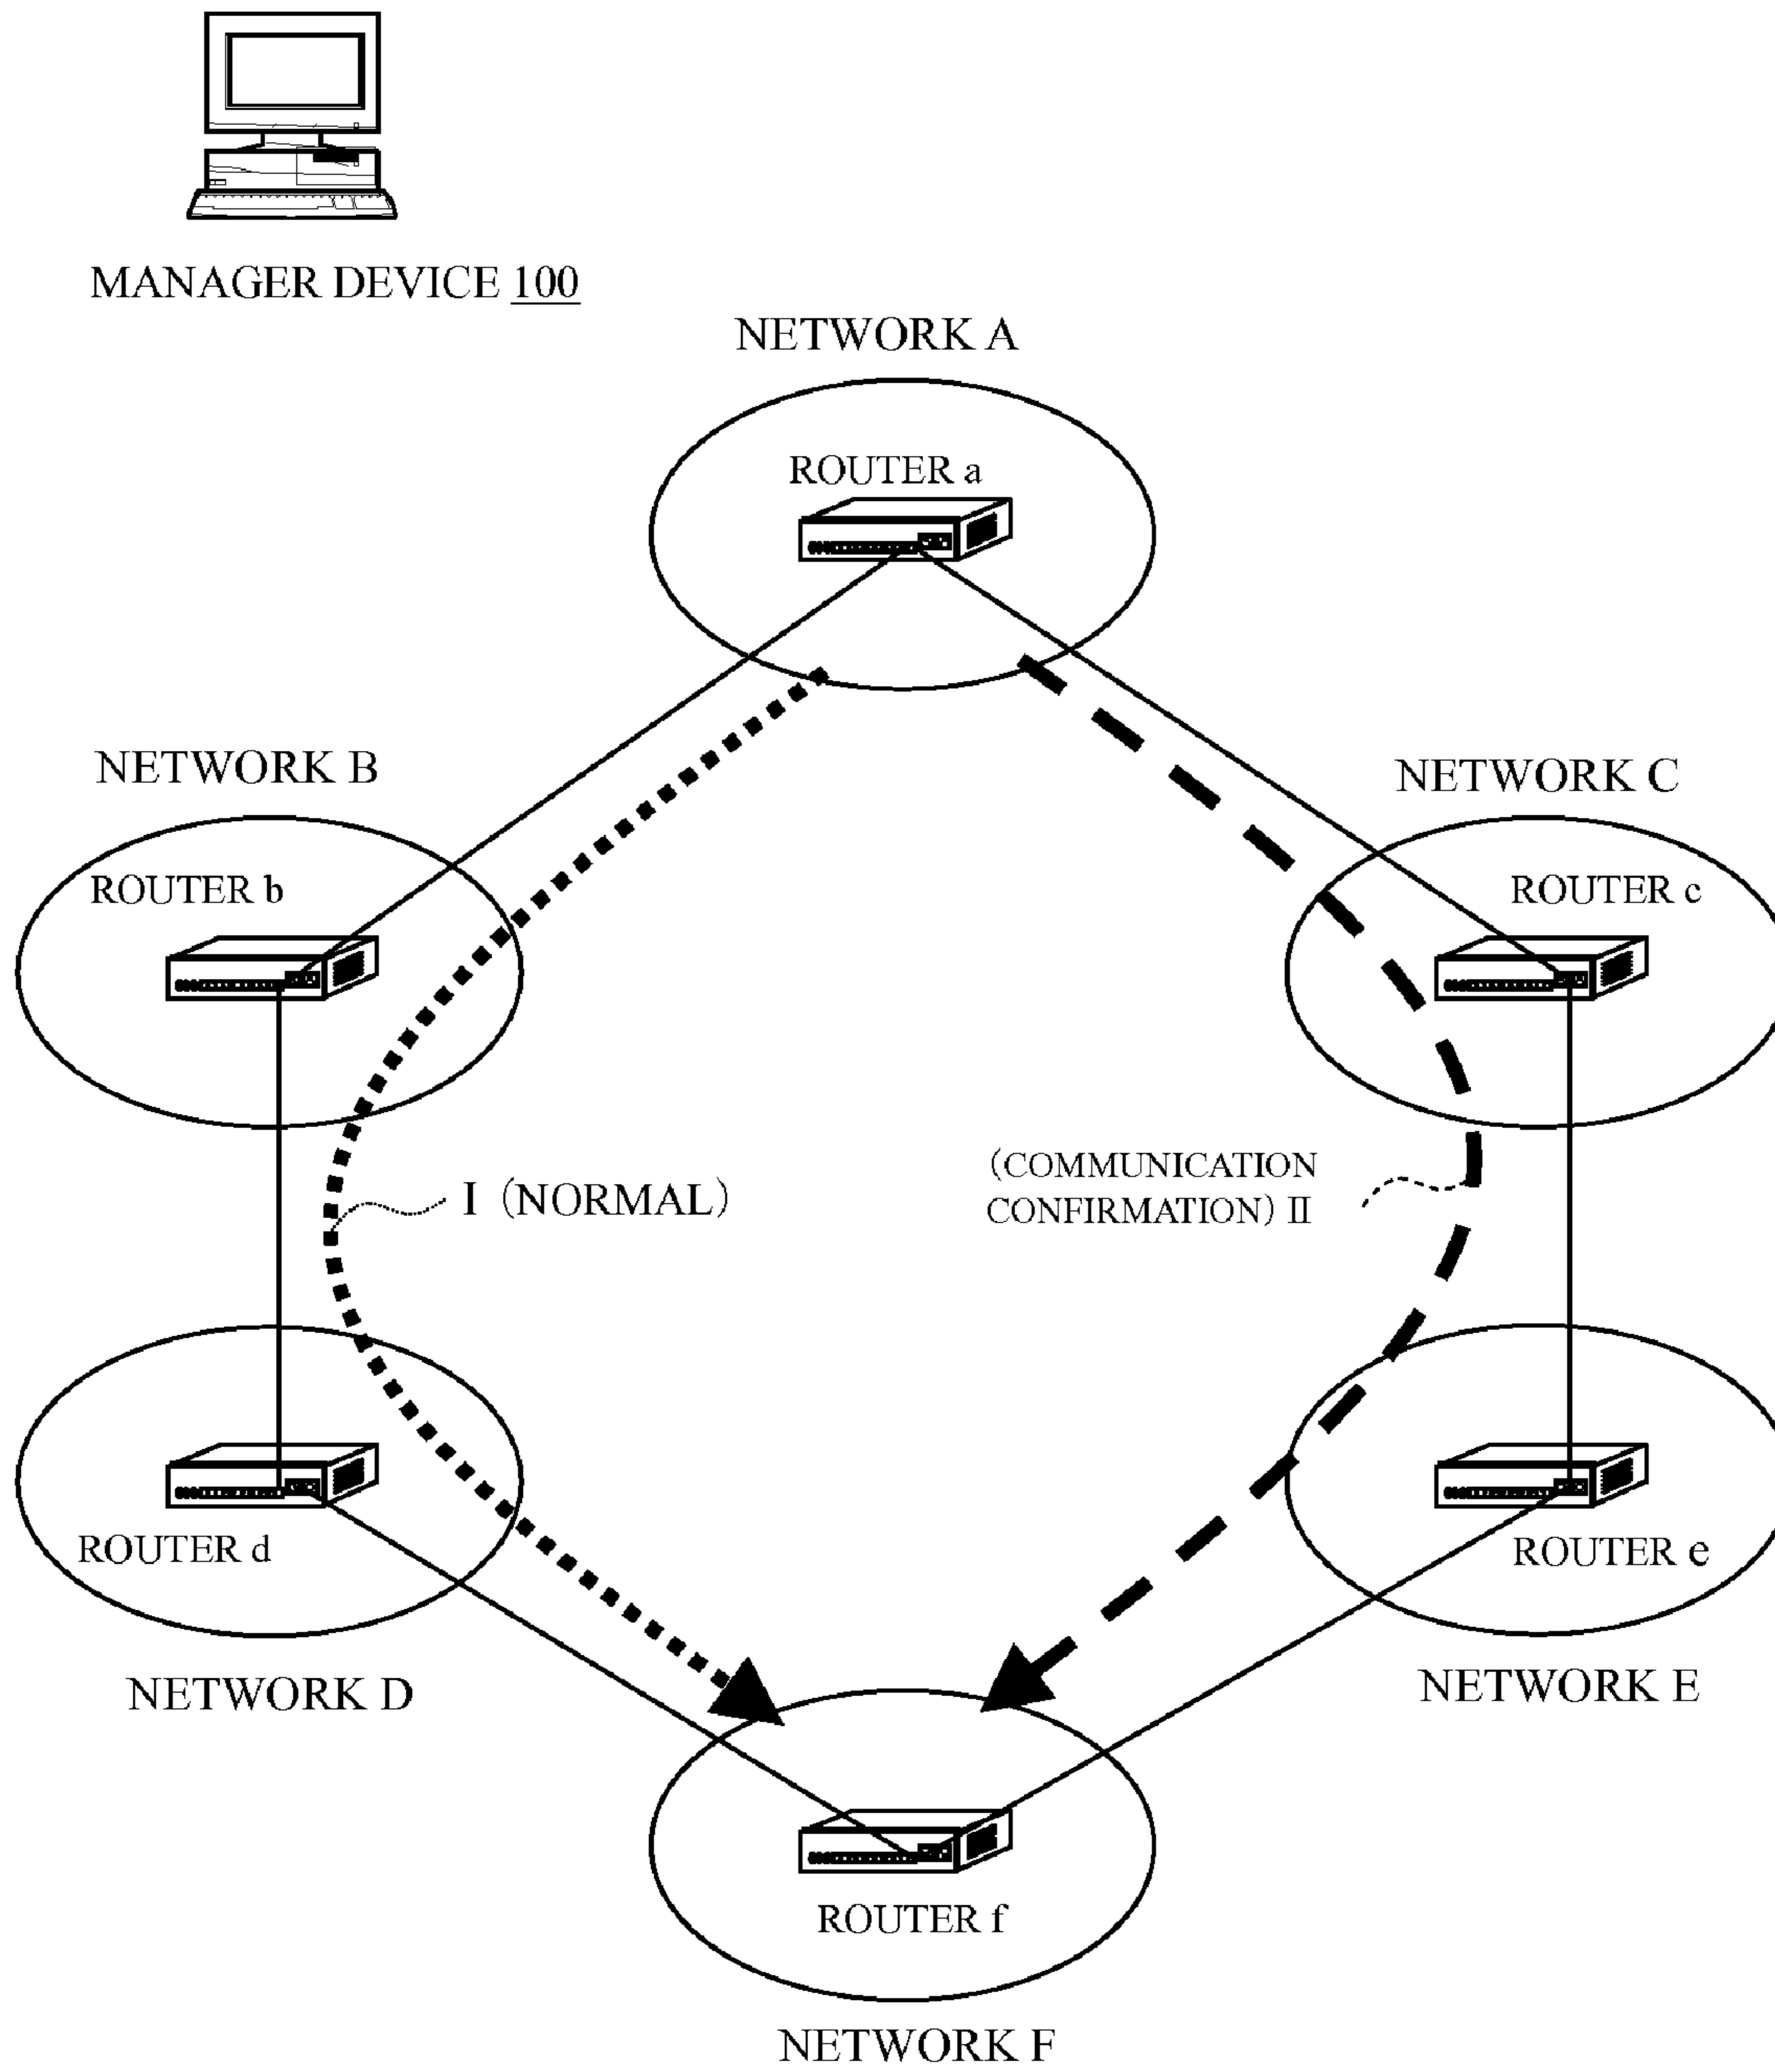 MANAGER DEVICE 100
NETWORK A
ROUTER a
NETWORK B
NETWORK C
ROUTER b
ROUTER c
(COMMUNICATION
CONFIRMATION) II
I (NORMAL)
ROUTER d
ROUTER e
NETWORK D
NETWORK E
ROUTER f
NETWORK F